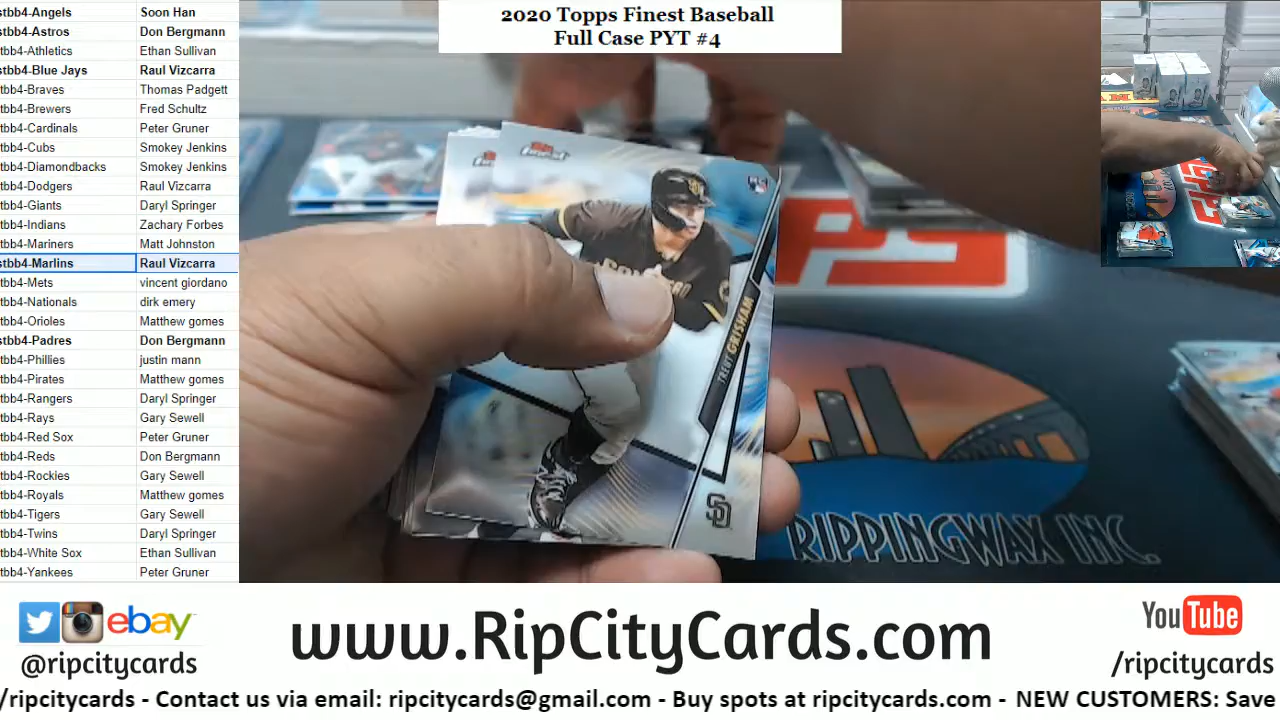 2020 Topps Finest Baseball
Full Case PYT #4
stbb4-Angels Soon Han
stbb4-Astros Don Bergmann
tbb4-Athletics Ethan Sullivan
stbb4-Blue Jays Raul Vizcarra
tbb4-Braves Thomas Padgett
tbb4-Brewers Fred Schultz
tbb4-Cardinals Peter Gruner
tbb4-Cubs Smokey Jenkins
tbb4-Diamondbacks Smokey Jenkins
tbb4-Dodgers Raul Vizcarra
tbb4-Giants Daryl Springer
tbb4-Indians Zachary Forbes
tbb4-Mariners Matt Johnston
stbb4-Marlins Raul Vizcarra
tbb4-Mets vincent giordano
tbb4-Nationals dirk emery
tbb4-Orioles Matthew gomes
stbb4-Padres Don Bergmann
tbb4-Phillies justin mann
tbb4-Pirates Matthew gomes
tbb4-Rangers Daryl Springer
tbb4-Rays Gary Sewell
tbb4-Red Sox Peter Gruner
tbb4-Reds Don Bergmann
tbb4-Rockies Gary Sewell
tbb4-Royals Matthew gomes
tbb4-Tigers Gary Sewell
tbb4-Twins Daryl Springer
tbb4-White Sox Ethan Sullivan
tbb4-Yankees Peter Gruner
finest
TRENT GRISHAM
SD
PS
RIPPINGWAX INC.
ebay
@ripcitycards
www.RipCityCards.com
YouTube
/ripcitycards
/ripcitycards - Contact us via email: ripcitycards@gmail.com - Buy spots at ripcitycards.com - NEW CUSTOMERS: Save